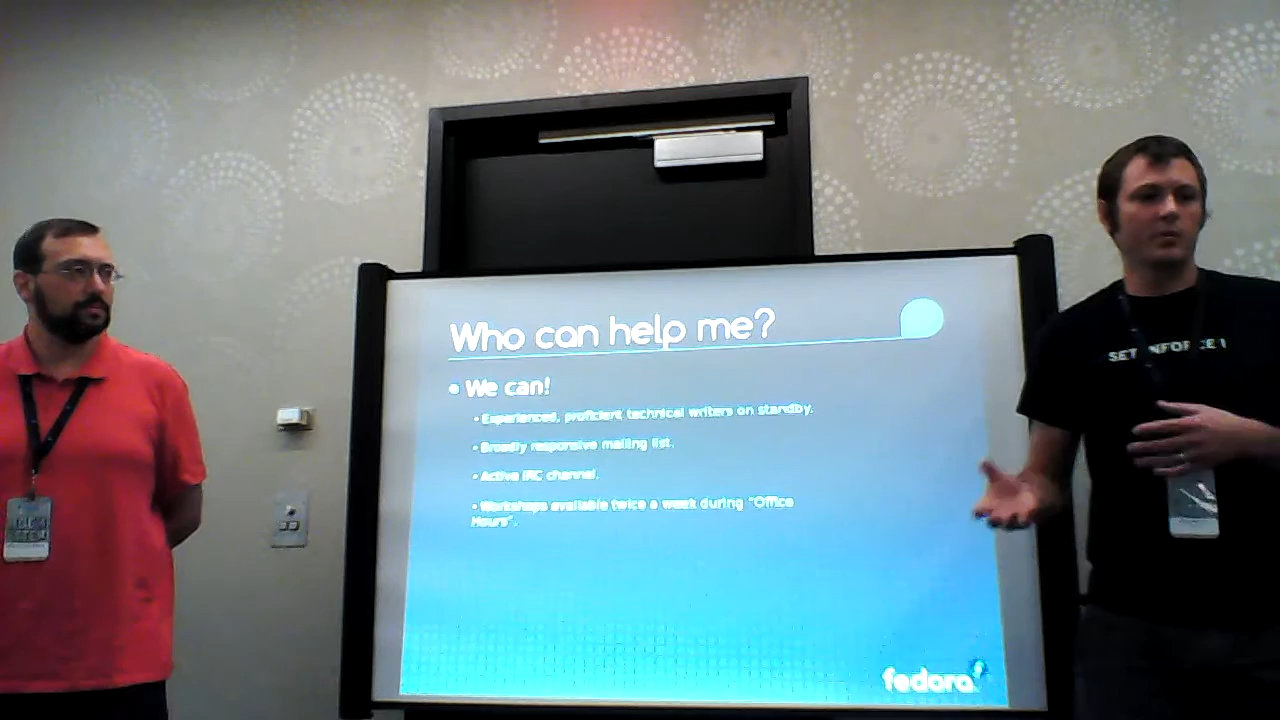 Who can help me?
• We can!
• Experienced, proficient technical writers on standby.
• Broadly responsive mailing list.
• Active IRC channel.
• Workshops available twice a week during "Office
Hours".
fedora
SETENFORCE 1